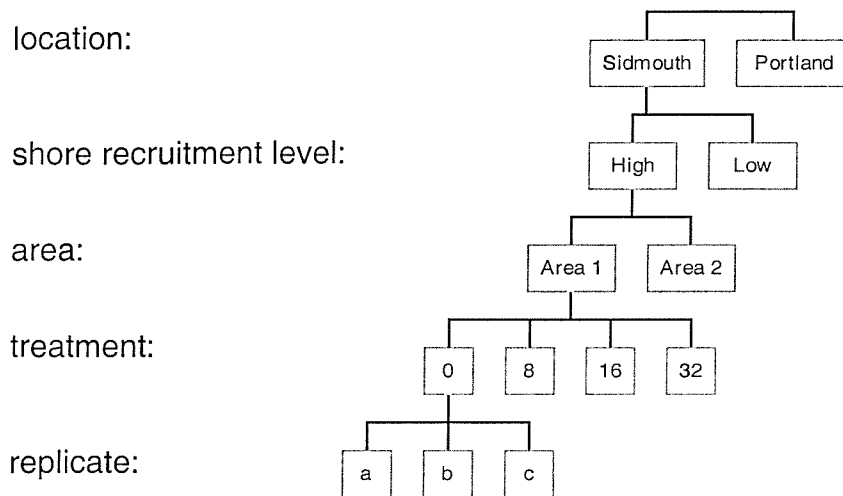 location:
Sidmouth Portland
shore recruitment level:
High Low
area:
Area 1 Area 2
treatment:
0 8 16 32
replicate:
a b c